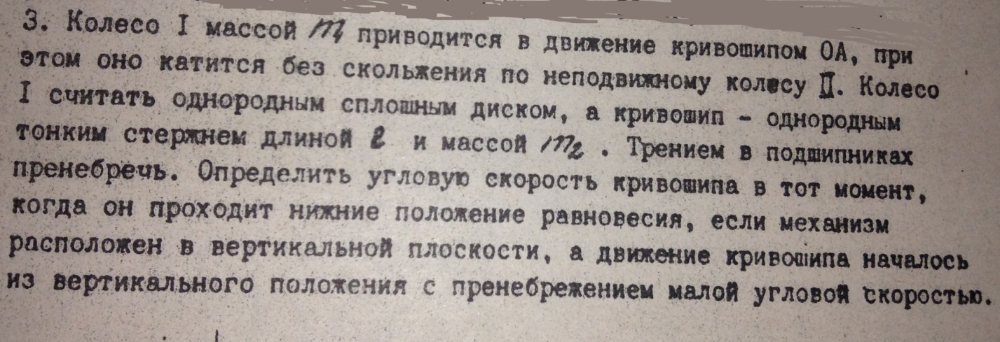 3. Колесо I массой m₁ приводится в движение кривошипом ОА, при
этом оно катится без скольжения по неподвижному колесу II. Колесо
I считать однородным сплошным диском, а кривошип - однородным
тонким стержнем длиной ℓ и массой m₂. Трением в подшипниках
пренебречь. Определить угловую скорость кривошипа в тот момент,
когда он проходит нижние положение равновесия, если механизм
расположен в вертикальной плоскости, а движение кривошипа началось
из вертикального положения с пренебрежением малой угловой скоростью.